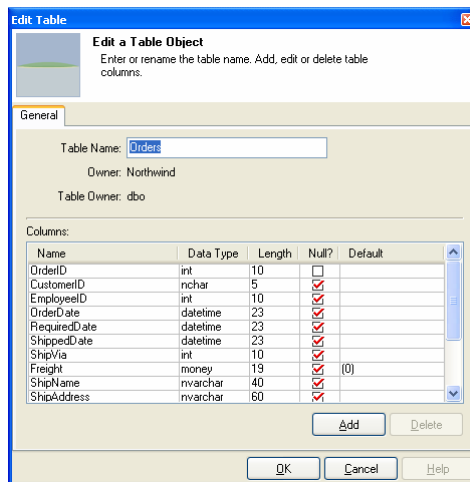 Edit Table
Edit a Table Object
Enter or rename the table name. Add, edit or delete table
columns.
General
Table Name: Orders
Owner: Northwind
Table Owner: dbo
Columns:
Name Data Type Length Null? Default
OrderID int 10
CustomerID nchar 5
EmployeeID int 10
OrderDate datetime 23
RequiredDate datetime 23
ShippedDate datetime 23
ShipVia int 10
Freight money 19 (0)
ShipName nvarchar 40
ShipAddress nvarchar 60
Add Delete
OK Cancel Help